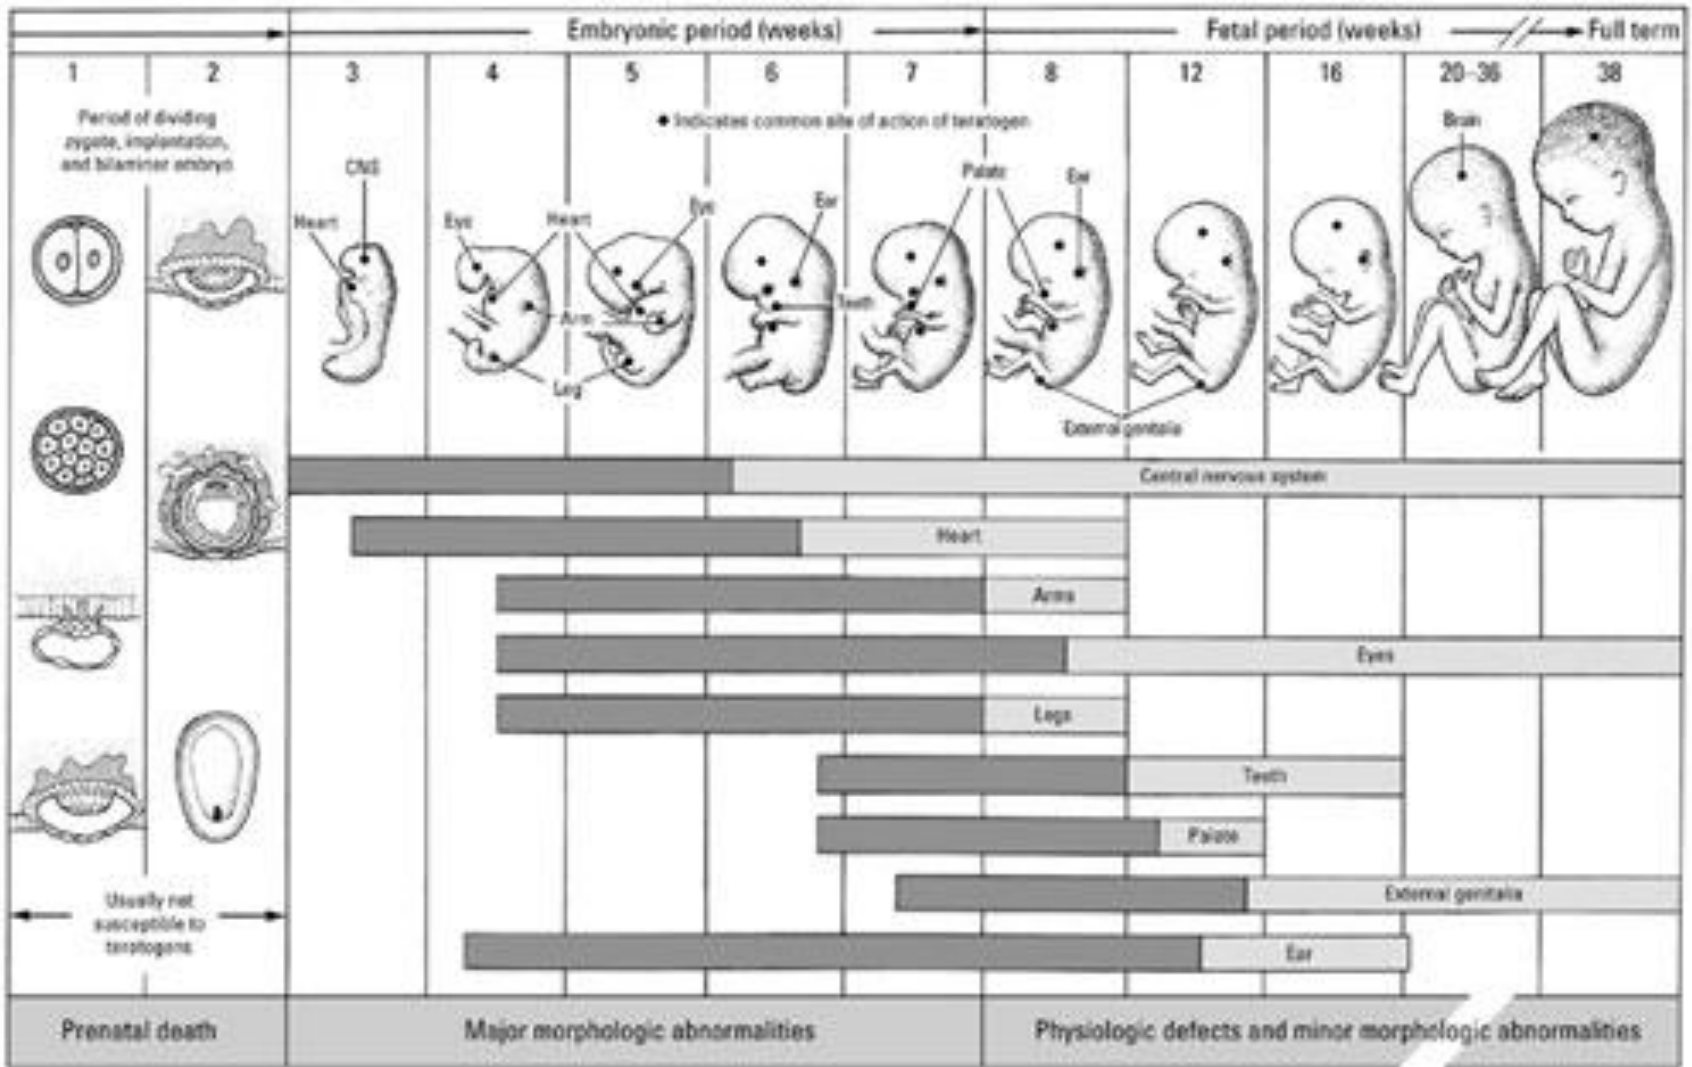 Embryonic period (weeks)
Fetal period (weeks)
Full term
1
2
3
4
5
6
7
8
12
16
20-36
38
Period of dividing
zygote, implantation,
and bilaminar embryo
• Indicates common site of action of teratogen
CNS
Heart
Eye
Heart
Eye
Ear
Palate
Ear
Brain
Arm
Teeth
Leg
External genitalia
Central nervous system
Heart
Arms
Eyes
Legs
Teeth
Palate
External genitalia
Ear
Usually not
susceptible to
teratogens
Prenatal death
Major morphologic abnormalities
Physiologic defects and minor morphologic abnormalities